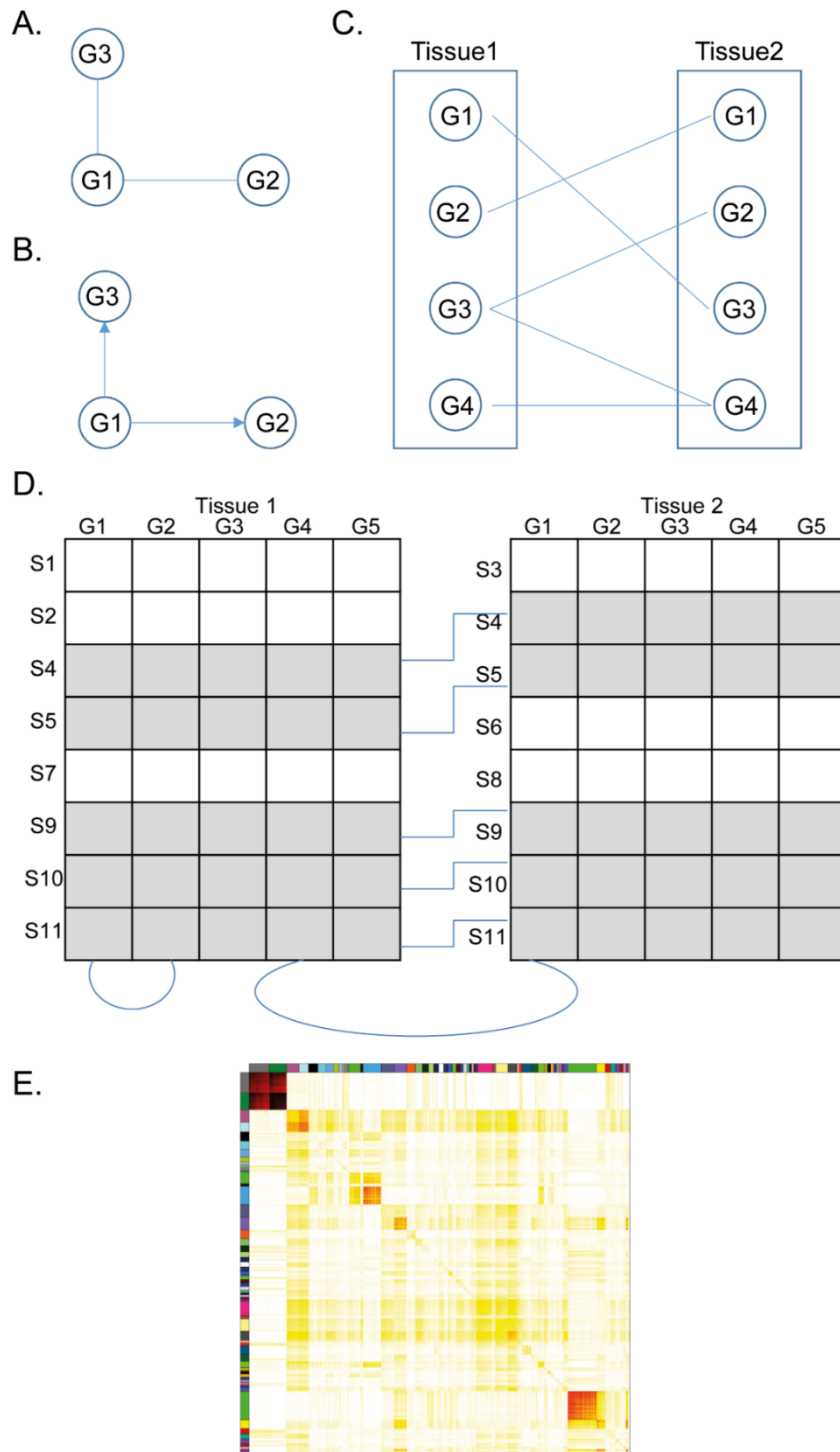 A.
G3
G1 G2
B.
G3
G1 G2
C.
Tissue1 Tissue2
G1 G1
G2 G2
G3 G3
G4 G4
D.
Tissue 1 Tissue 2
G1 G2 G3 G4 G5 G1 G2 G3 G4 G5
S1 S3
S2 S4
S4 S5
S5 S6
S7 S8
S9 S9
S10 S10
S11 S11
E.